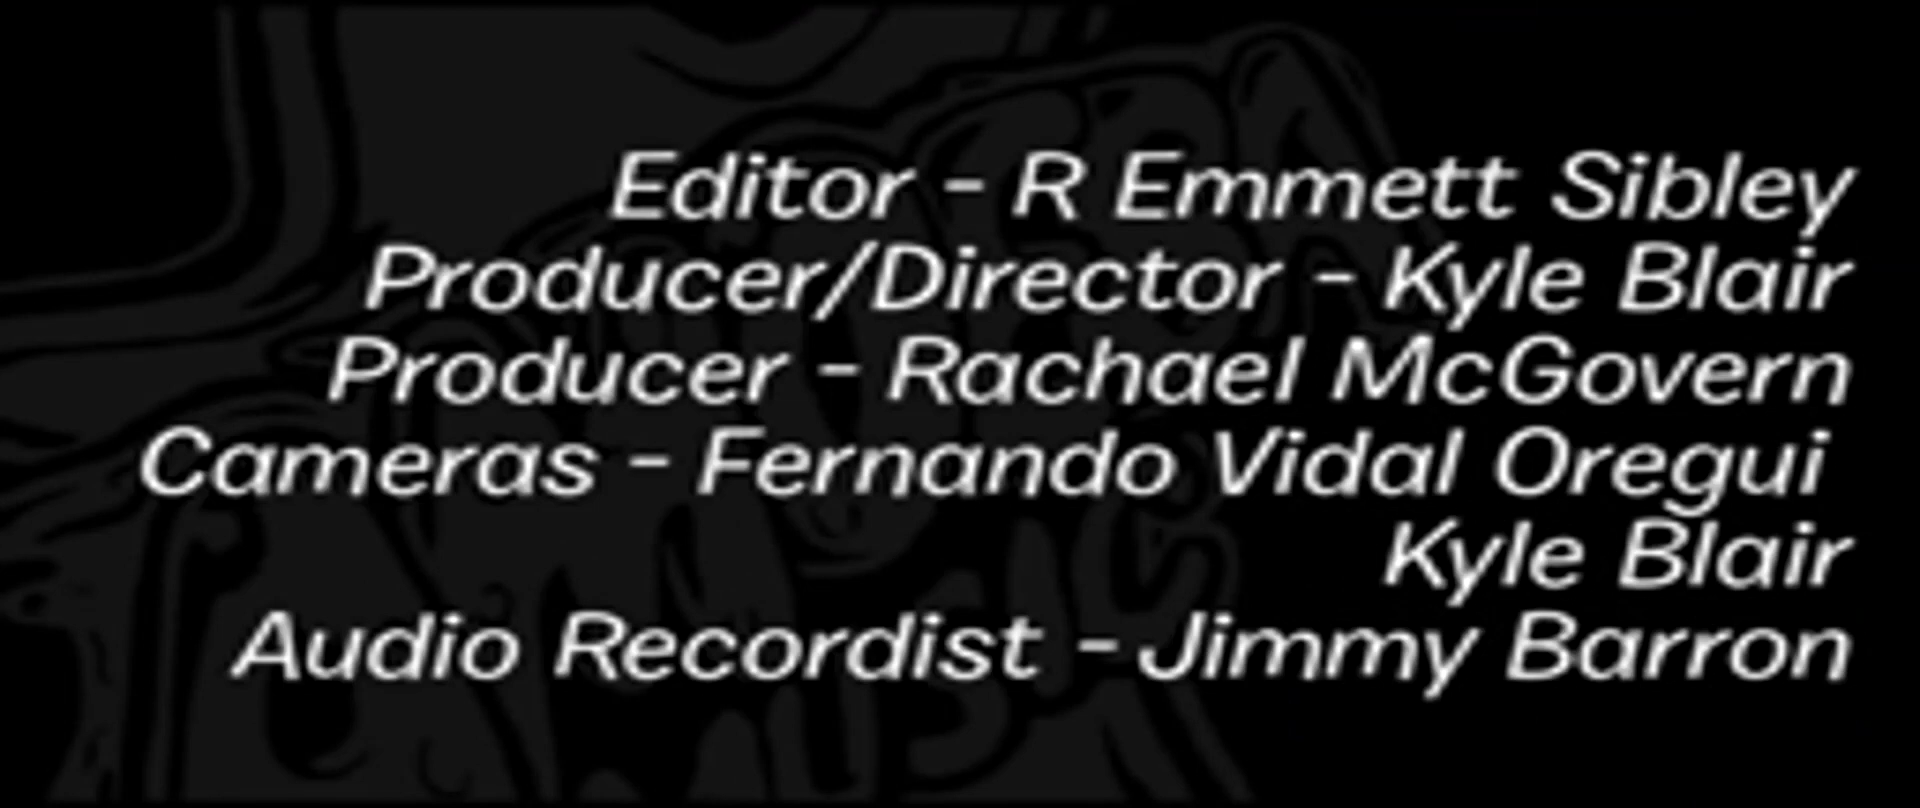 Editor - R Emmett Sibley
Producer/Director - Kyle Blair
Producer - Rachael McGovern
Cameras - Fernando Vidal Oregui
Kyle Blair
Audio Recordist - Jimmy Barron